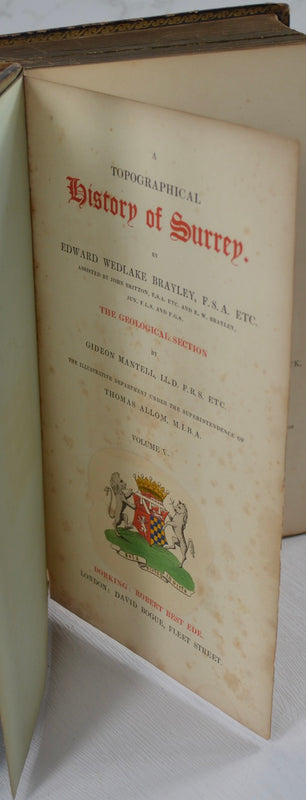 A
TOPOGRAPHICAL
History of Surrey.
BY
EDWARD WEDLAKE BRAYLEY, F.S.A. ETC.
ASSISTED BY JOHN BRITTON, F.S.A. ETC. AND E. W. BRAYLEY,
JUN. F.L.S. AND F.G.S.
THE GEOLOGICAL SECTION
BY
GIDEON MANTELL, LL.D. F.R.S. ETC.
THE ILLUSTRATIVE DEPARTMENT UNDER THE SUPERINTENDENCE OF
THOMAS ALLOM, M.I.B.A.
VOLUME V.
DORKING: ROBERT BEST EDE.
LONDON: DAVID BOGUE, FLEET STREET.